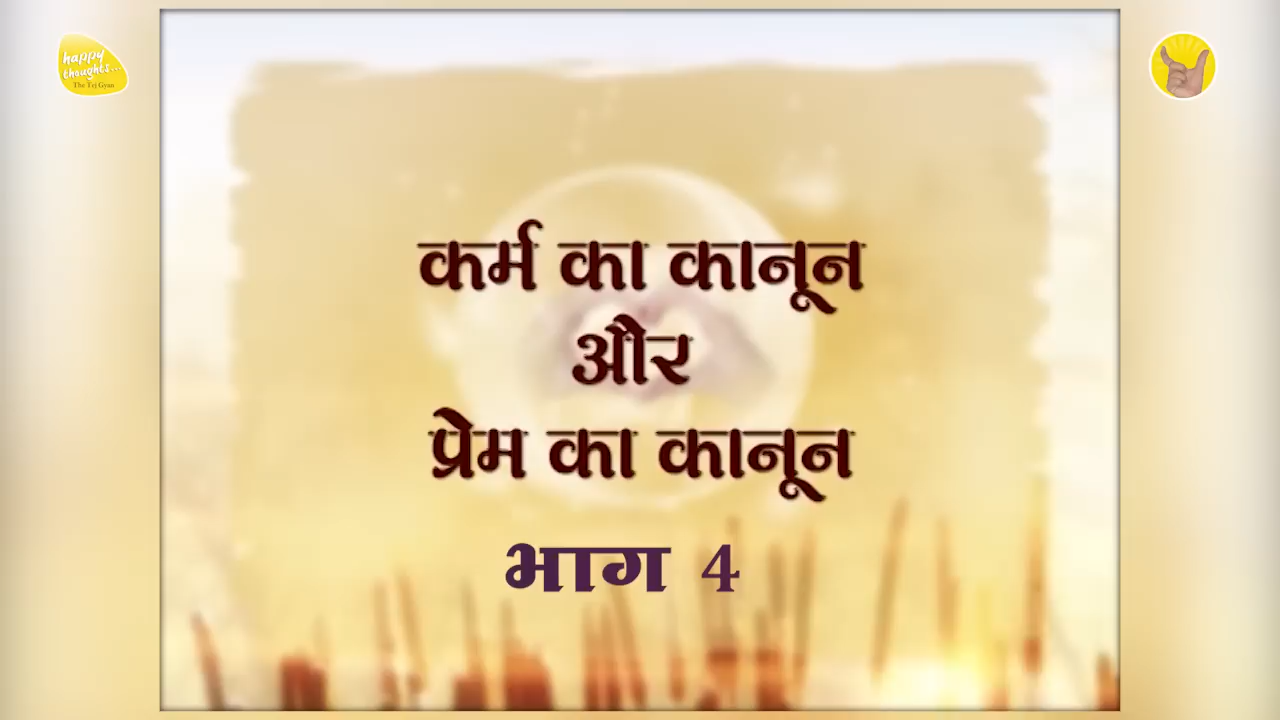 happy
thoughts...
The Tej Gyan
कर्म का कानून
और
प्रेम का कानून
भाग 4